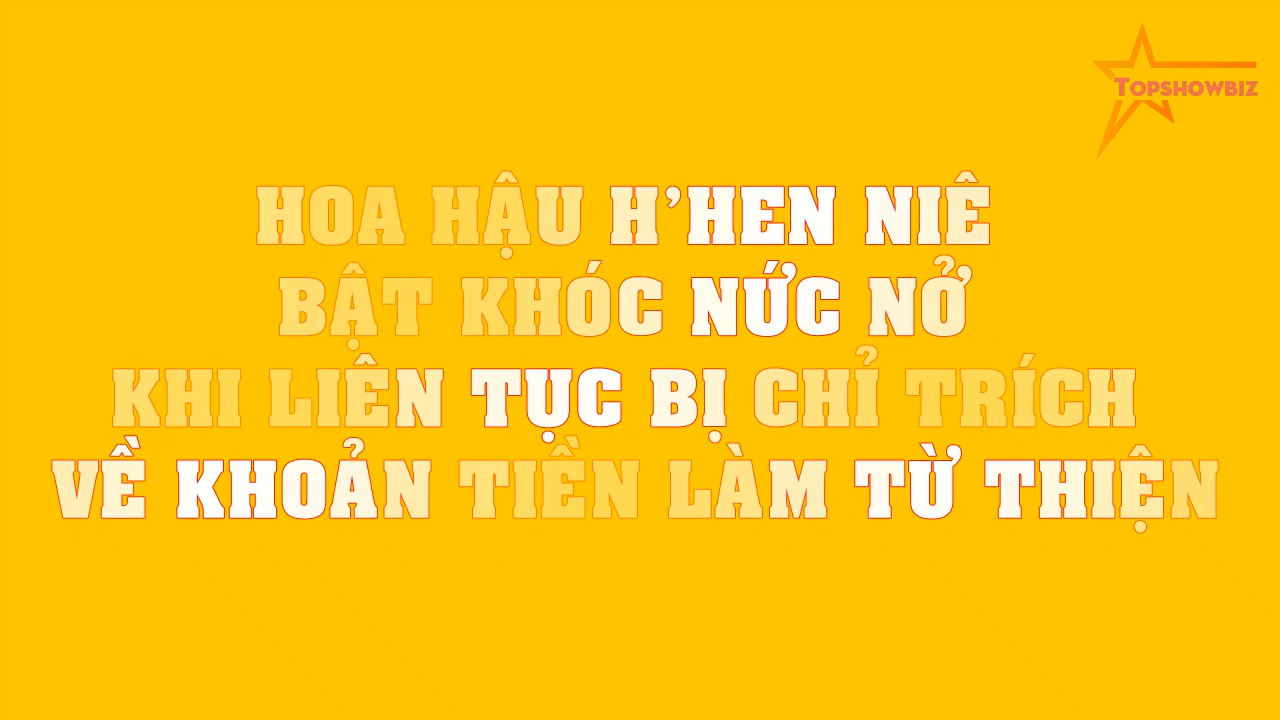 TOPSHOWBIZ
HOA HẬU H’HEN NIÊ
BẬT KHÓC NỨC NỞ
KHI LIÊN TỤC BỊ CHỈ TRÍCH
VỀ KHOẢN TIỀN LÀM TỪ THIỆN